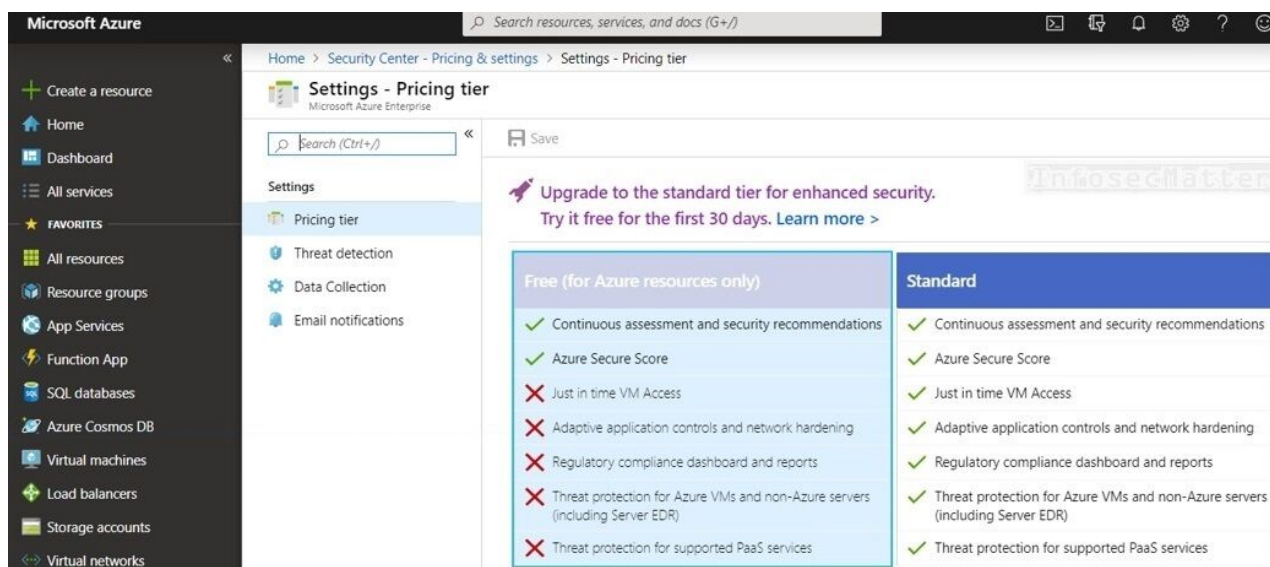 Microsoft Azure
Search resources, services, and docs (G+/)
Create a resource
Home
Dashboard
All services
FAVORITES
All resources
Resource groups
App Services
Function App
SQL databases
Azure Cosmos DB
Virtual machines
Load balancers
Storage accounts
Virtual networks
Home > Security Center - Pricing & settings > Settings - Pricing tier
Settings - Pricing tier
Microsoft Azure Enterprise
Search (Ctrl+/)
Settings
Pricing tier
Threat detection
Data Collection
Email notifications
Save
InfosecMatter
Upgrade to the standard tier for enhanced security.
Try it free for the first 30 days. Learn more >
Free (for Azure resources only)
Continuous assessment and security recommendations
Azure Secure Score
Just in time VM Access
Adaptive application controls and network hardening
Regulatory compliance dashboard and reports
Threat protection for Azure VMs and non-Azure servers
(including Server EDR)
Threat protection for supported PaaS services
Standard
Continuous assessment and security recommendations
Azure Secure Score
Just in time VM Access
Adaptive application controls and network hardening
Regulatory compliance dashboard and reports
Threat protection for Azure VMs and non-Azure servers
(including Server EDR)
Threat protection for supported PaaS services